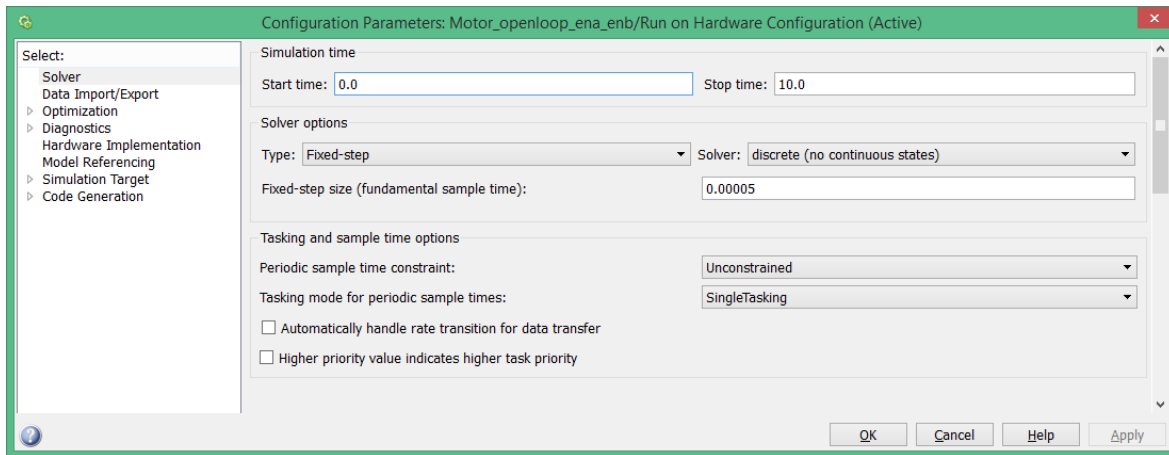 Configuration Parameters: Motor_openloop_ena_enb/Run on Hardware Configuration (Active)
Select:
Solver
Data Import/Export
Optimization
Diagnostics
Hardware Implementation
Model Referencing
Simulation Target
Code Generation
Simulation time
Start time: 0.0 Stop time: 10.0
Solver options
Type: Fixed-step Solver: discrete (no continuous states)
Fixed-step size (fundamental sample time): 0.00005
Tasking and sample time options
Periodic sample time constraint: Unconstrained
Tasking mode for periodic sample times: SingleTasking
Automatically handle rate transition for data transfer
Higher priority value indicates higher task priority
OK Cancel Help Apply